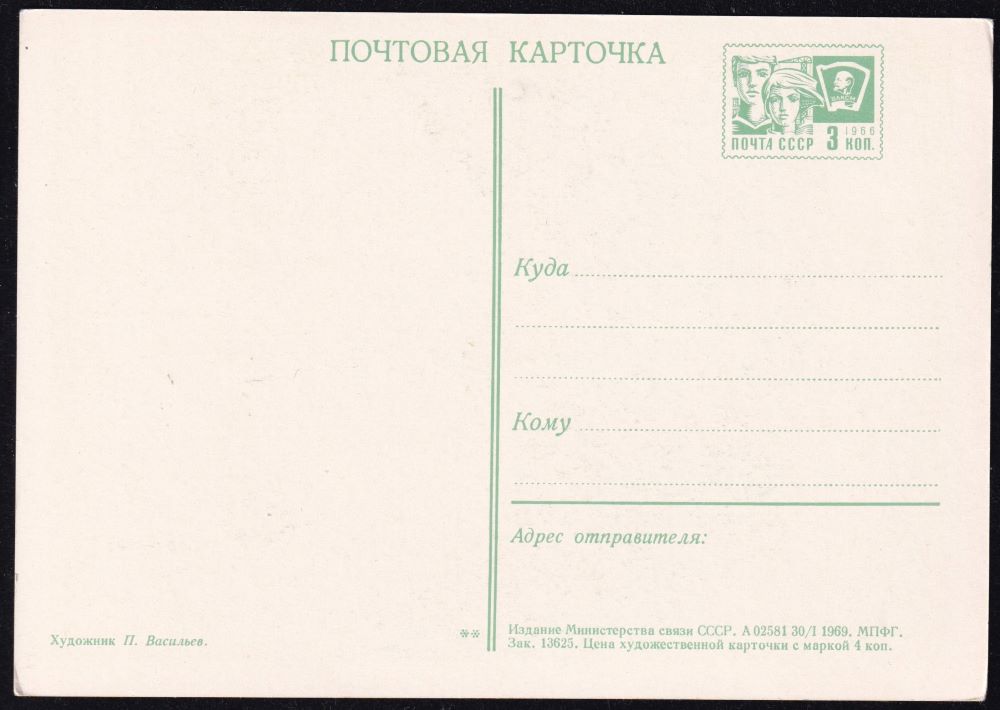 ПОЧТОВАЯ КАРТОЧКА
ВЛКСМ
1966
ПОЧТА СССР 3 КОП.
Куда
Кому
Адрес отправителя:
Художник П. Васильев.
**
Издание Министерства связи СССР. А 02581 30/I 1969. МПФГ.
Зак. 13625. Цена художественной карточки с маркой 4 коп.